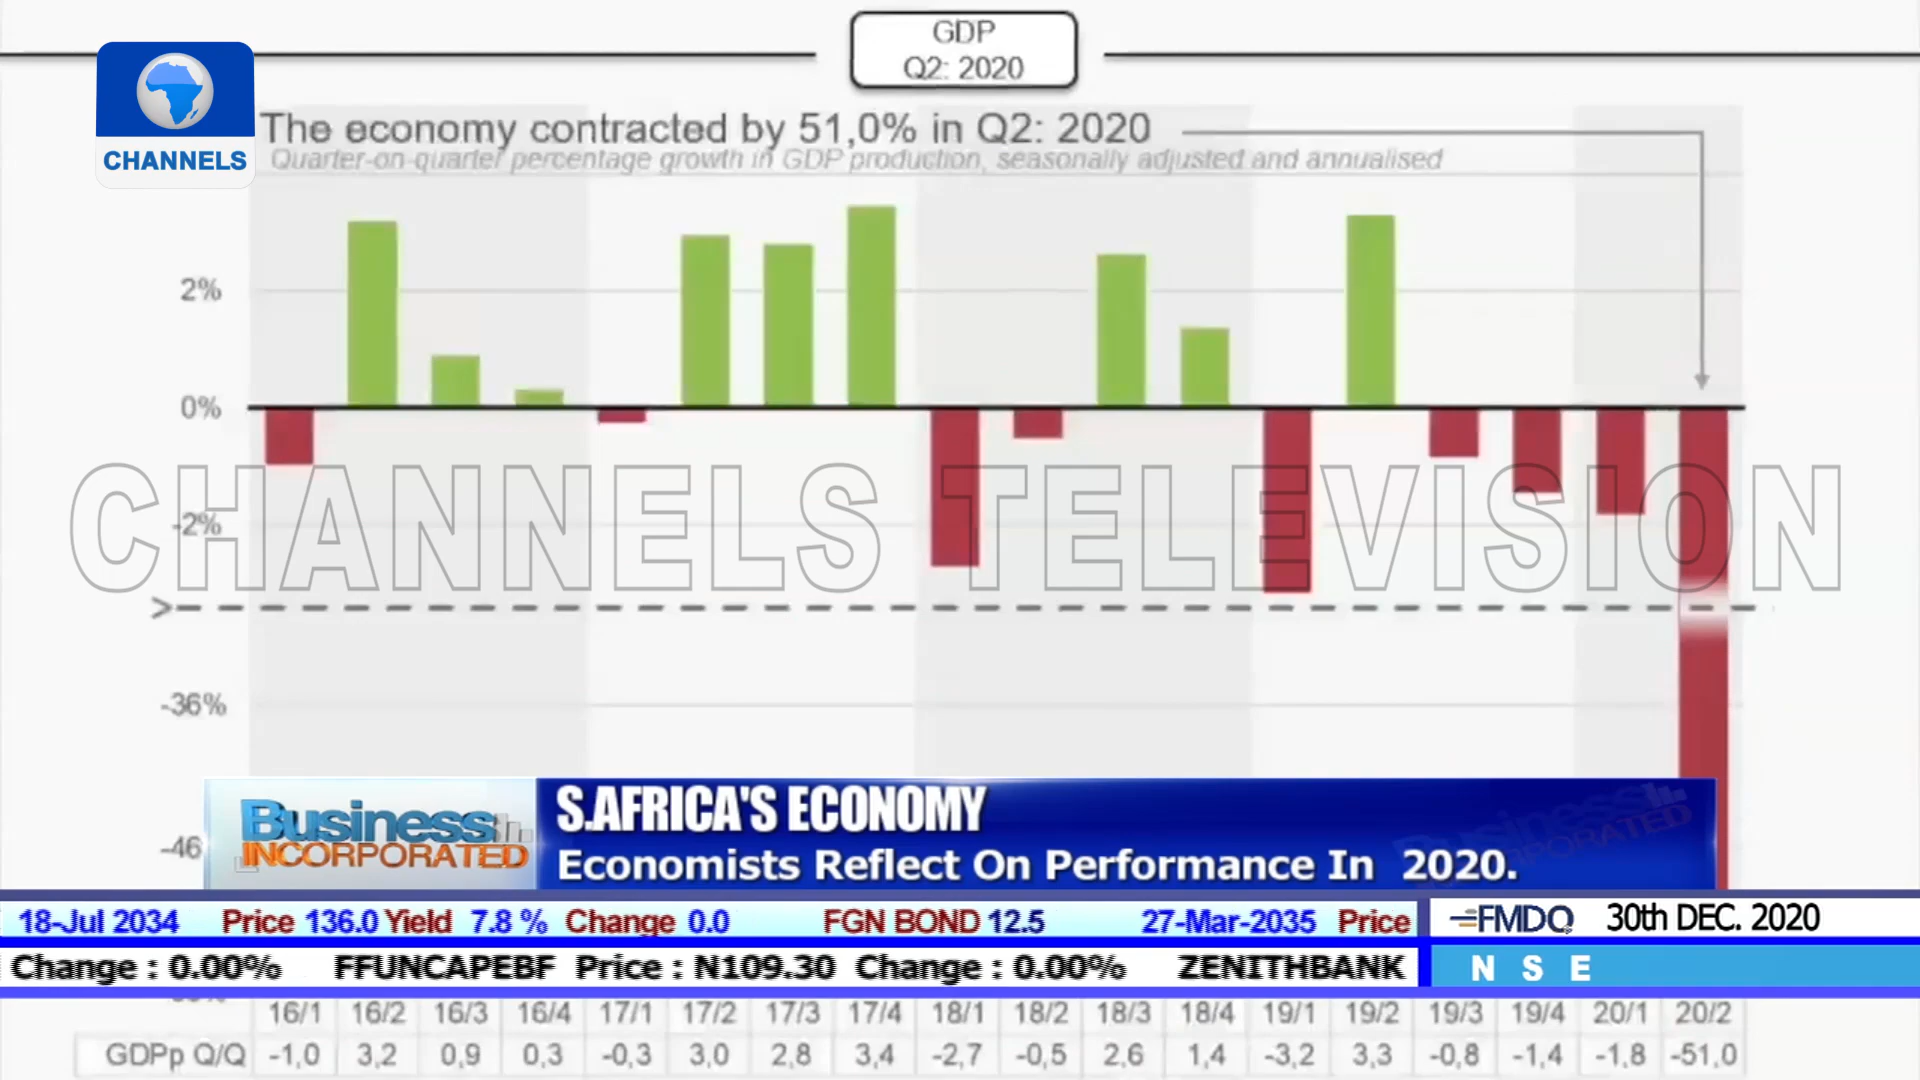 GDP
Q2: 2020
CHANNELS
The economy contracted by 51,0% in Q2: 2020
Quarter-on-quarter percentage growth in GDP production, seasonally adjusted and annualised
2%
0%
-2%
CHANNELS TELEVISION
-36%
-46
Business
INCORPORATED
S.AFRICA'S ECONOMY
Economists Reflect On Performance In 2020.
18-Jul 2034 Price 136.0 Yield 7.8 % Change 0.0 FGN BOND 12.5 27-Mar-2035 Price
FMDQ 30th DEC. 2020
Change : 0.00% FFUNCAPEBF Price : N109.30 Change : 0.00% ZENITHBANK
N S E
16/1 16/2 16/3 16/4 17/1 17/2 17/3 17/4 18/1 18/2 18/3 18/4 19/1 19/2 19/3 19/4 20/1 20/2
GDPp Q/Q -1,0 3,2 0,9 0,3 -0,3 3,0 2,8 3,4 -2,7 -0,5 2,6 1,4 -3,2 3,3 -0,8 -1,4 -1,8 -51,0